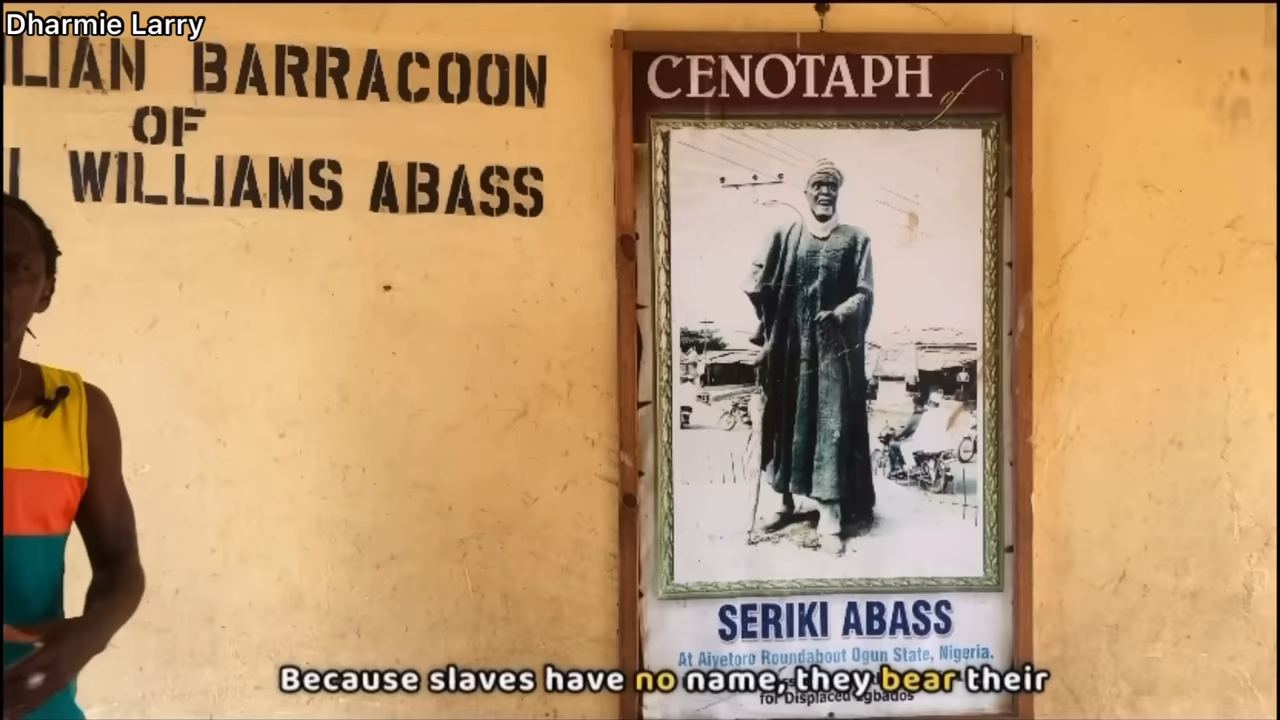 Dharmie Larry
LIAN BARRACOON
OF
WILLIAMS ABASS
CENOTAPH
of
SERIKI ABASS
At Aiyetoro Roundabout Ogun State, Nigeria.
Because slaves have no name, they bear their
for Displaced Egbados